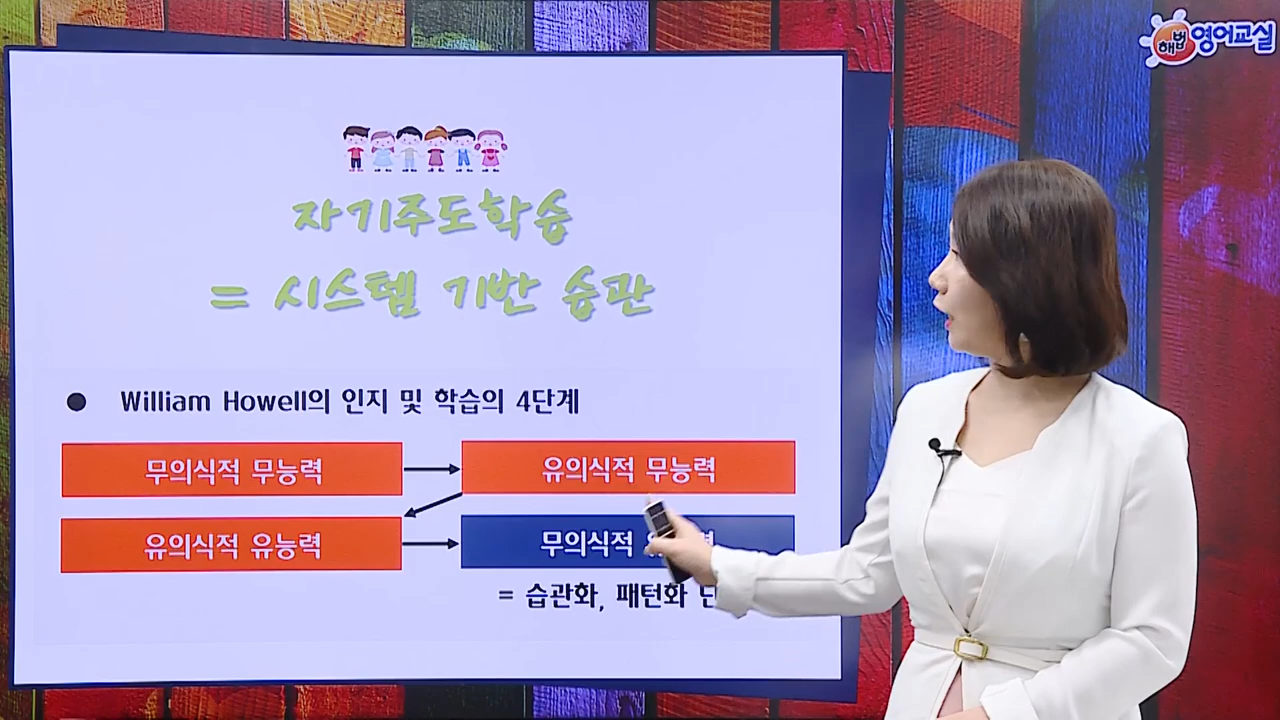 해법 영어교실
자기주도학습
= 시스템 기반 습관
● William Howell의 인지 및 학습의 4단계
무의식적 무능력
유의식적 무능력
유의식적 유능력
무의식적
= 습관화, 패턴화